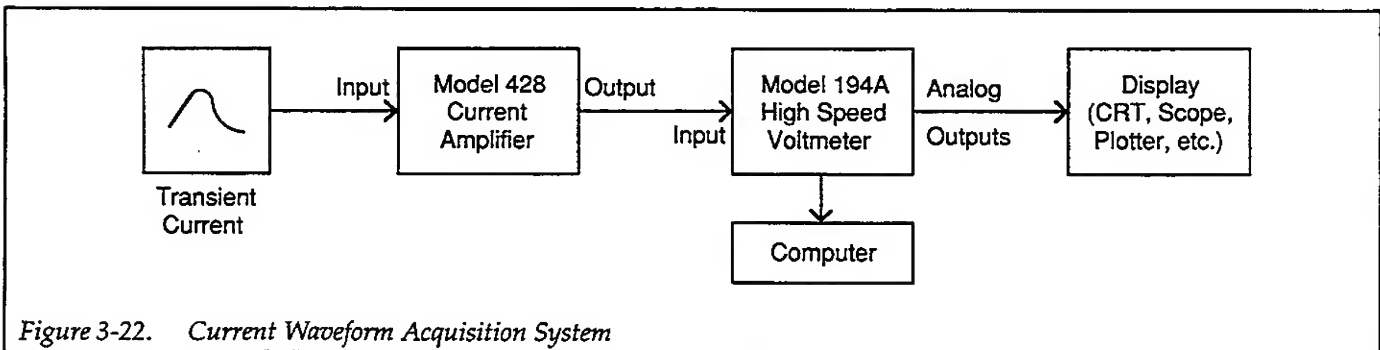 Transient
Current
Input
Model 428
Current
Amplifier
Output
Input
Model 194A
High Speed
Voltmeter
Analog
Outputs
Display
(CRT, Scope,
Plotter, etc.)
Computer
Figure 3-22. Current Waveform Acquisition System